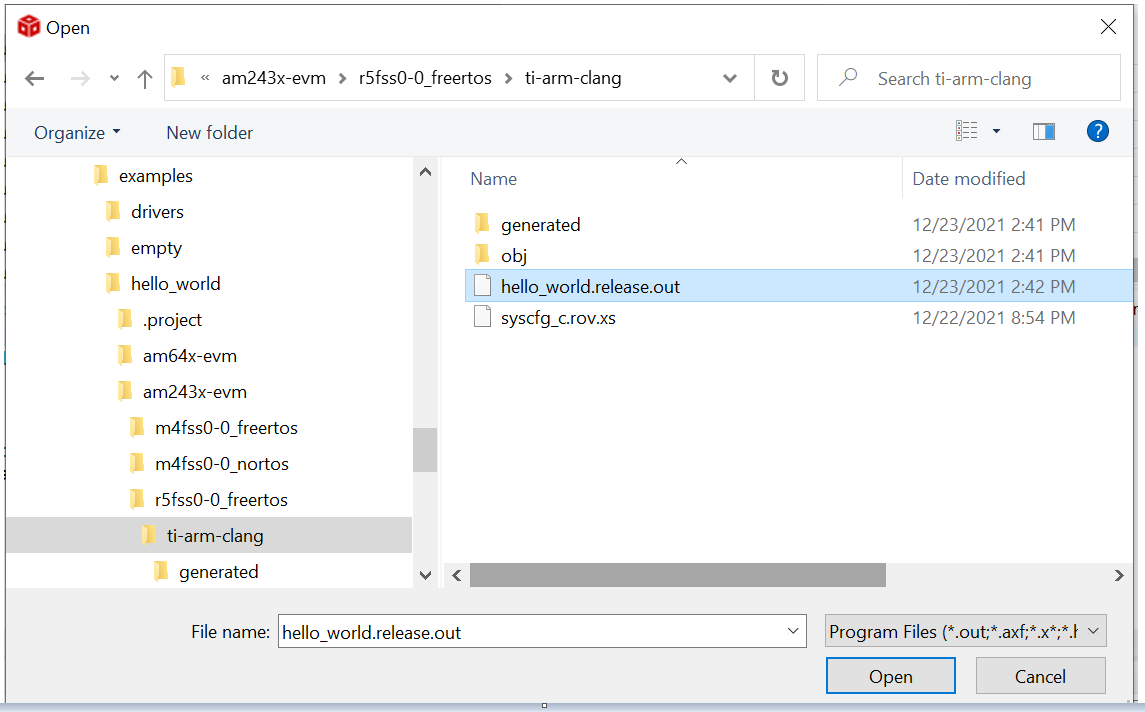 Open
« am243x-evm > r5fss0-0_freertos > ti-arm-clang
Search ti-arm-clang
Organize
New folder
?
examples
drivers
empty
hello_world
.project
am64x-evm
am243x-evm
m4fss0-0_freertos
m4fss0-0_nortos
r5fss0-0_freertos
ti-arm-clang
generated
Name Date modified
generated 12/23/2021 2:41 PM
obj 12/23/2021 2:41 PM
hello_world.release.out 12/23/2021 2:42 PM
syscfg_c.rov.xs 12/22/2021 8:54 PM
File name: hello_world.release.out
Program Files (*.out;*.axf;*.x*;*.h
Open
Cancel